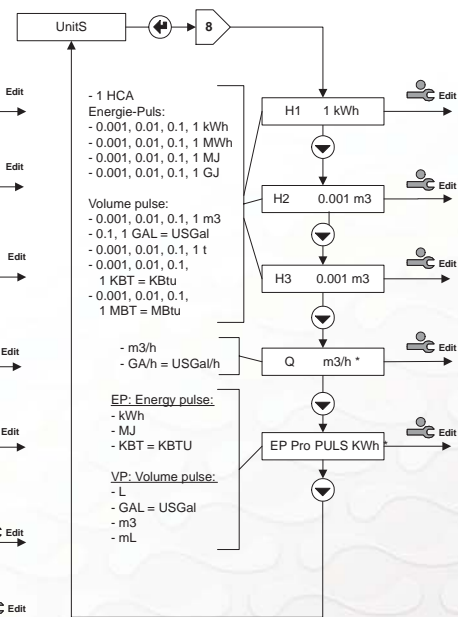 UnitS
8
Edit
Edit
Edit
Edit
Edit
Edit
Edit
- 1 HCA
Energie-Puls:
- 0.001, 0.01, 0.1, 1 kWh
- 0.001, 0.01, 0.1, 1 MWh
- 0.001, 0.01, 0.1, 1 MJ
- 0.001, 0.01, 0.1, 1 GJ
Volume pulse:
- 0.001, 0.01, 0.1, 1 m3
- 0.1, 1 GAL = USGal
- 0.001, 0.01, 0.1, 1 t
- 0.001, 0.01, 0.1,
1 KBT = KBtu
- 0.001, 0.01, 0.1,
1 MBT = MBtu
H1 1 kWh
Edit
H2 0.001 m3
Edit
H3 0.001 m3
Edit
- m3/h
- GA/h = USGal/h
Q m3/h *
Edit
EP: Energy pulse:
- kWh
- MJ
- KBT = KBTU
VP: Volume pulse:
- L
- GAL = USGal
- m3
- mL
EP Pro PULS KWh *
Edit